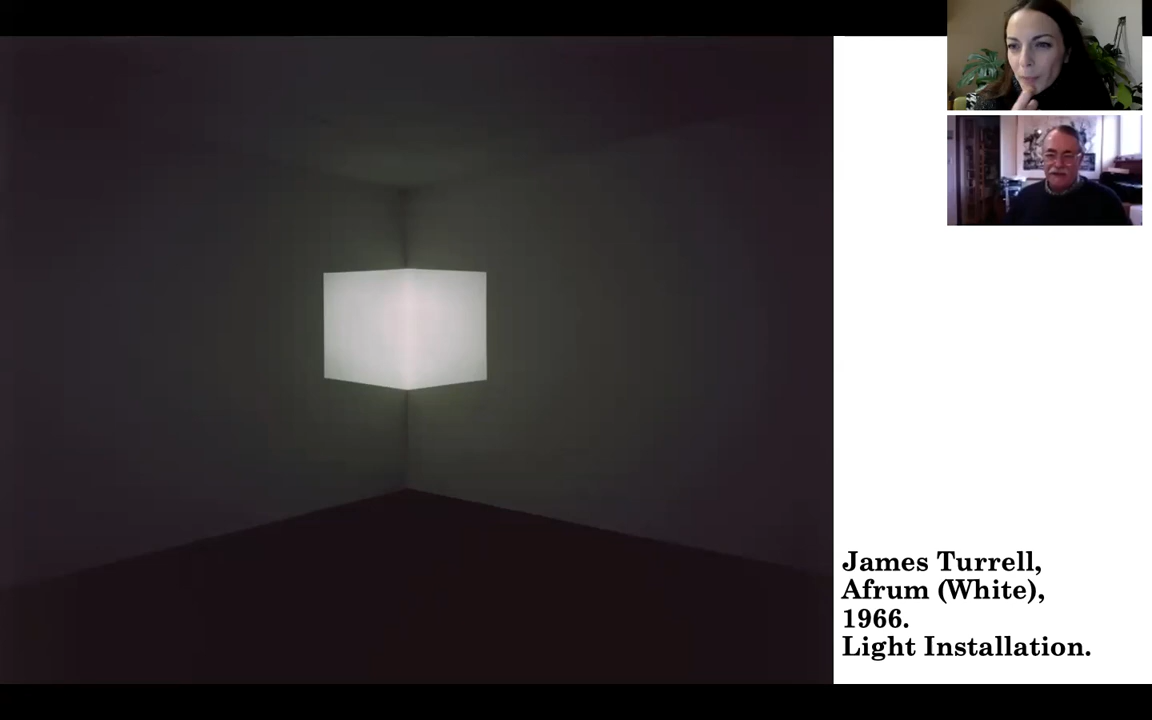 James Turrell,
Afrum (White),
1966.
Light Installation.